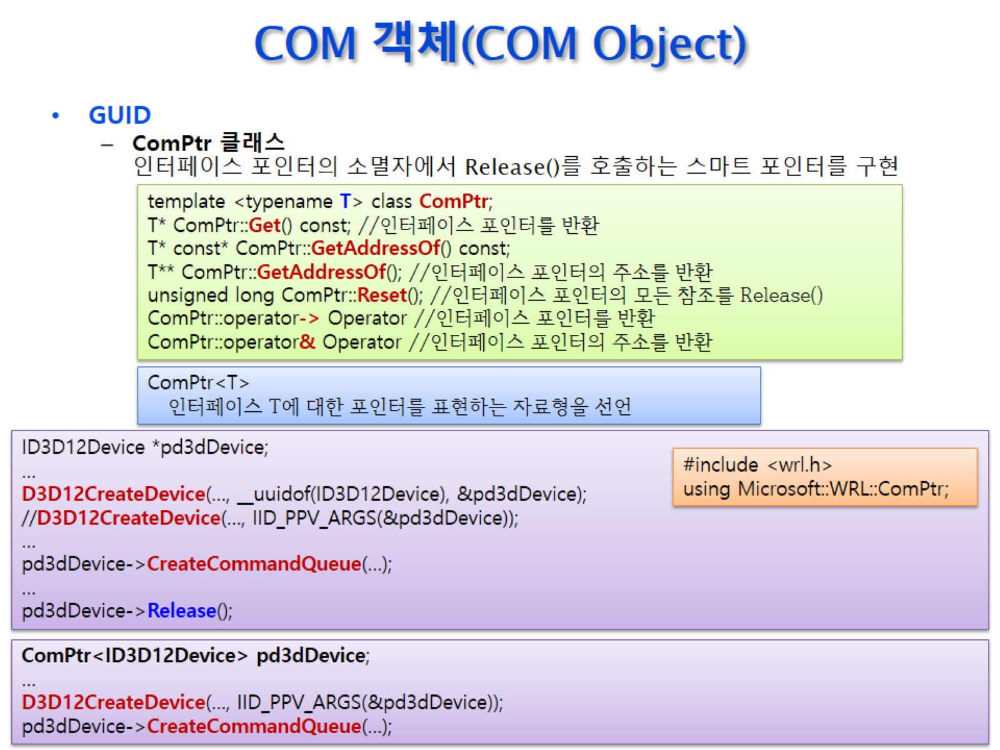 COM 객체(COM Object)
• GUID
– ComPtr 클래스
인터페이스 포인터의 소멸자에서 Release()를 호출하는 스마트 포인터를 구현
template <typename T> class ComPtr;
T* ComPtr::Get() const; //인터페이스 포인터를 반환
T* const* ComPtr::GetAddressOf() const;
T** ComPtr::GetAddressOf(); //인터페이스 포인터의 주소를 반환
unsigned long ComPtr::Reset(); //인터페이스 포인터의 모든 참조를 Release()
ComPtr::operator-> Operator //인터페이스 포인터를 반환
ComPtr::operator& Operator //인터페이스 포인터의 주소를 반환
ComPtr<T>
인터페이스 T에 대한 포인터를 표현하는 자료형을 선언
ID3D12Device *pd3dDevice;
...
D3D12CreateDevice(..., __uuidof(ID3D12Device), &pd3dDevice);
//D3D12CreateDevice(..., IID_PPV_ARGS(&pd3dDevice));
...
pd3dDevice->CreateCommandQueue(...);
...
pd3dDevice->Release();
#include <wrl.h>
using Microsoft::WRL::ComPtr;
ComPtr<ID3D12Device> pd3dDevice;
...
D3D12CreateDevice(..., IID_PPV_ARGS(&pd3dDevice));
pd3dDevice->CreateCommandQueue(...);